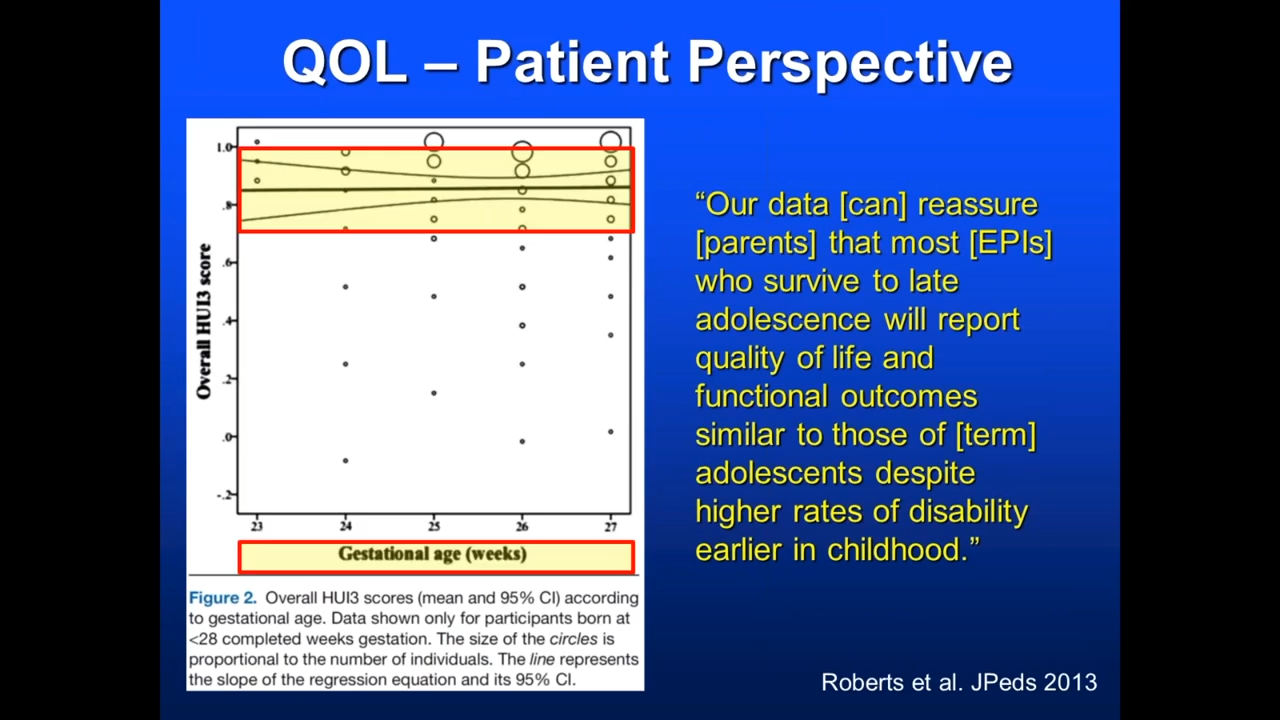 QOL – Patient Perspective
1.0
.8
.6
.4
.2
.0
-.2
Overall HUI3 score
23 24 25 26 27
Gestational age (weeks)
Figure 2. Overall HUI3 scores (mean and 95% CI) according
to gestational age. Data shown only for participants born at
<28 completed weeks gestation. The size of the circles is
proportional to the number of individuals. The line represents
the slope of the regression equation and its 95% CI.
“Our data [can] reassure
[parents] that most [EPIs]
who survive to late
adolescence will report
quality of life and
functional outcomes
similar to those of [term]
adolescents despite
higher rates of disability
earlier in childhood.”
Roberts et al. JPeds 2013